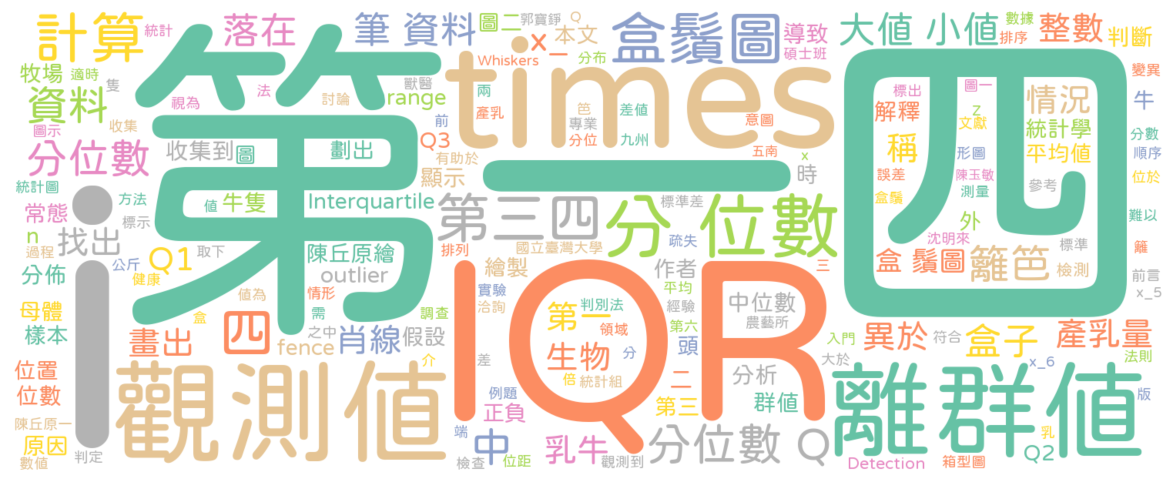 計算
統計
落在
筆 資料
圖二
郭寶錚
Q
本文
分布
盒鬚圖
導致
碩士班
大值 小值
數據
排序
整數
判斷
牧場
適時
隻
視為
法
討論
獸醫
range
Whiskers
x_
times
兩
產乳
笆
專業
分位
差值
九州
意圖
五南
標出
圖一
解釋
Z
文獻
情況
變異
牛
資料
圖示
收集
第
前
Q3
四
稱
形圖
統計學
平均值
分數
順序
分位數
收集到
圖
劃出
有助於
顯示
x
時
誤差
盒鬚
陳玉敏
測量
參考
位於
統計圖
方法
值
牛隻
Interquartile
第三四
標準差
分 位數
沈明來
外
標準
難以
常態
標示
n
過程
找出
取下
陳丘原繪
排列
國立臺灣大學
疏失
盒 鬚圖
離笆
檢測
籬
前言
x_5
分佈
公斤
Q1
健康
值為
outlier
繪製
作者
平均
三
母體
i
盒
情形
需
調查
實驗
洽詢
IQR
第一
判別法
領域
經驗
第六
中位數
農藝所
樣本
畫出
四
之中
fence
肖線
假設
介
生物
分
頭
入門
大於
異於
符合
盒子
產乳量
法則
位置
位數
觀測值
差
例題
倍
統計組
二
第三
分析
群值
離群值
x_6
版
陳丘原一
原因
數值
判定
端
中
檢查
正負
位距
乳牛
觀測到
分位數 Q
Detection
箱型圖
Q2
乳